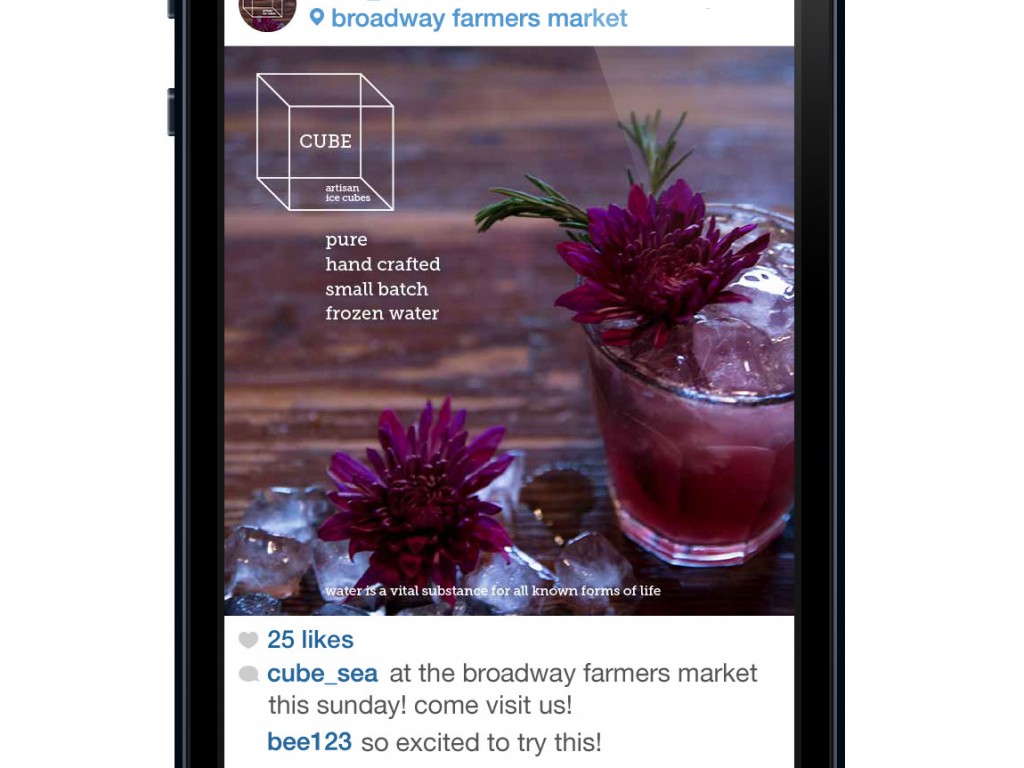 broadway farmers market
CUBE
artisan
ice cubes
pure
hand crafted
small batch
frozen water
water is a vital substance for all known forms of life
25 likes
cube_sea at the broadway farmers market
this sunday! come visit us!
bee123 so excited to try this!